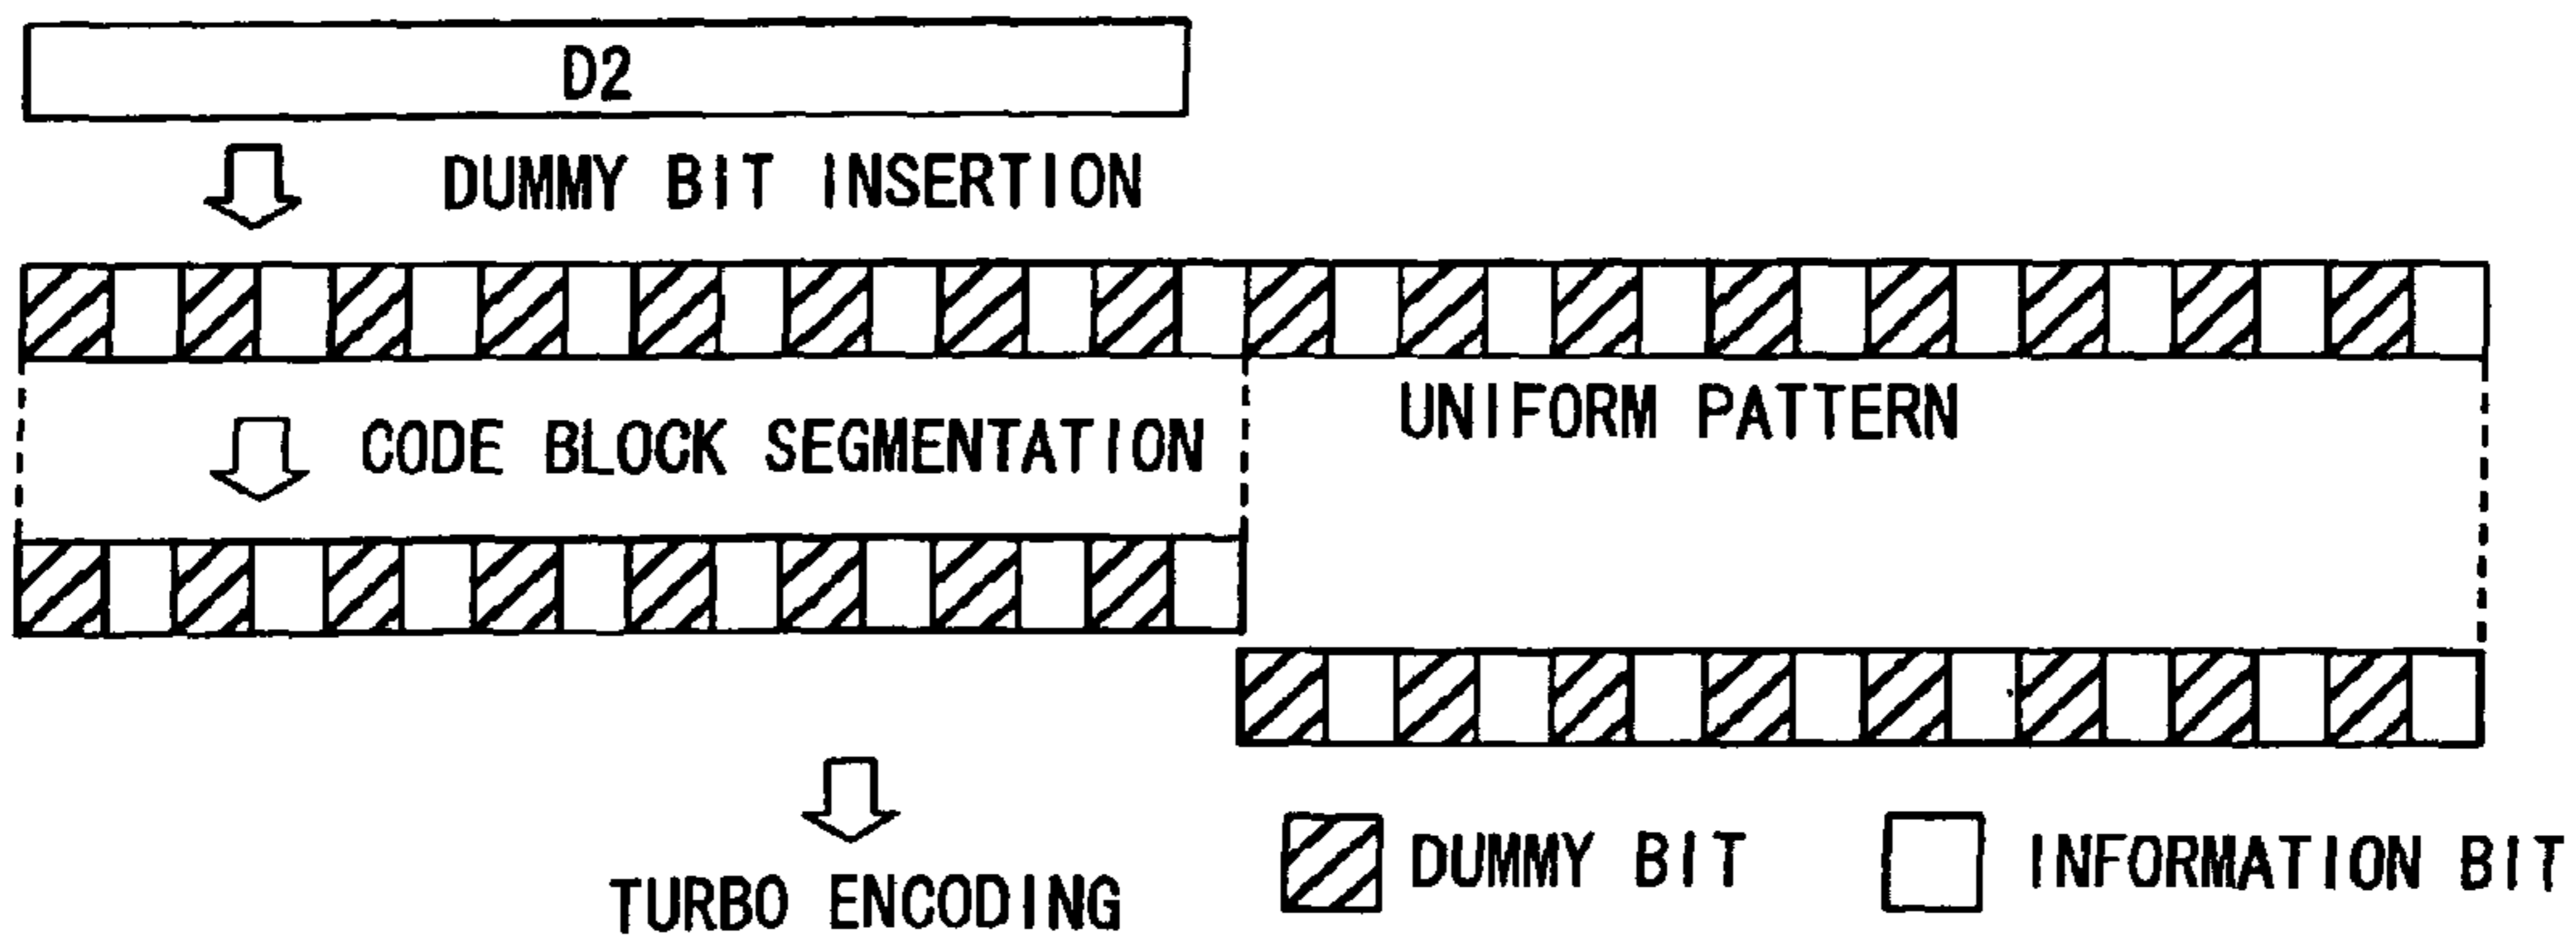 D2
DUMMY BIT INSERTION
UNIFORM PATTERN
CODE BLOCK SEGMENTATION
TURBO ENCODING
DUMMY BIT
INFORMATION BIT